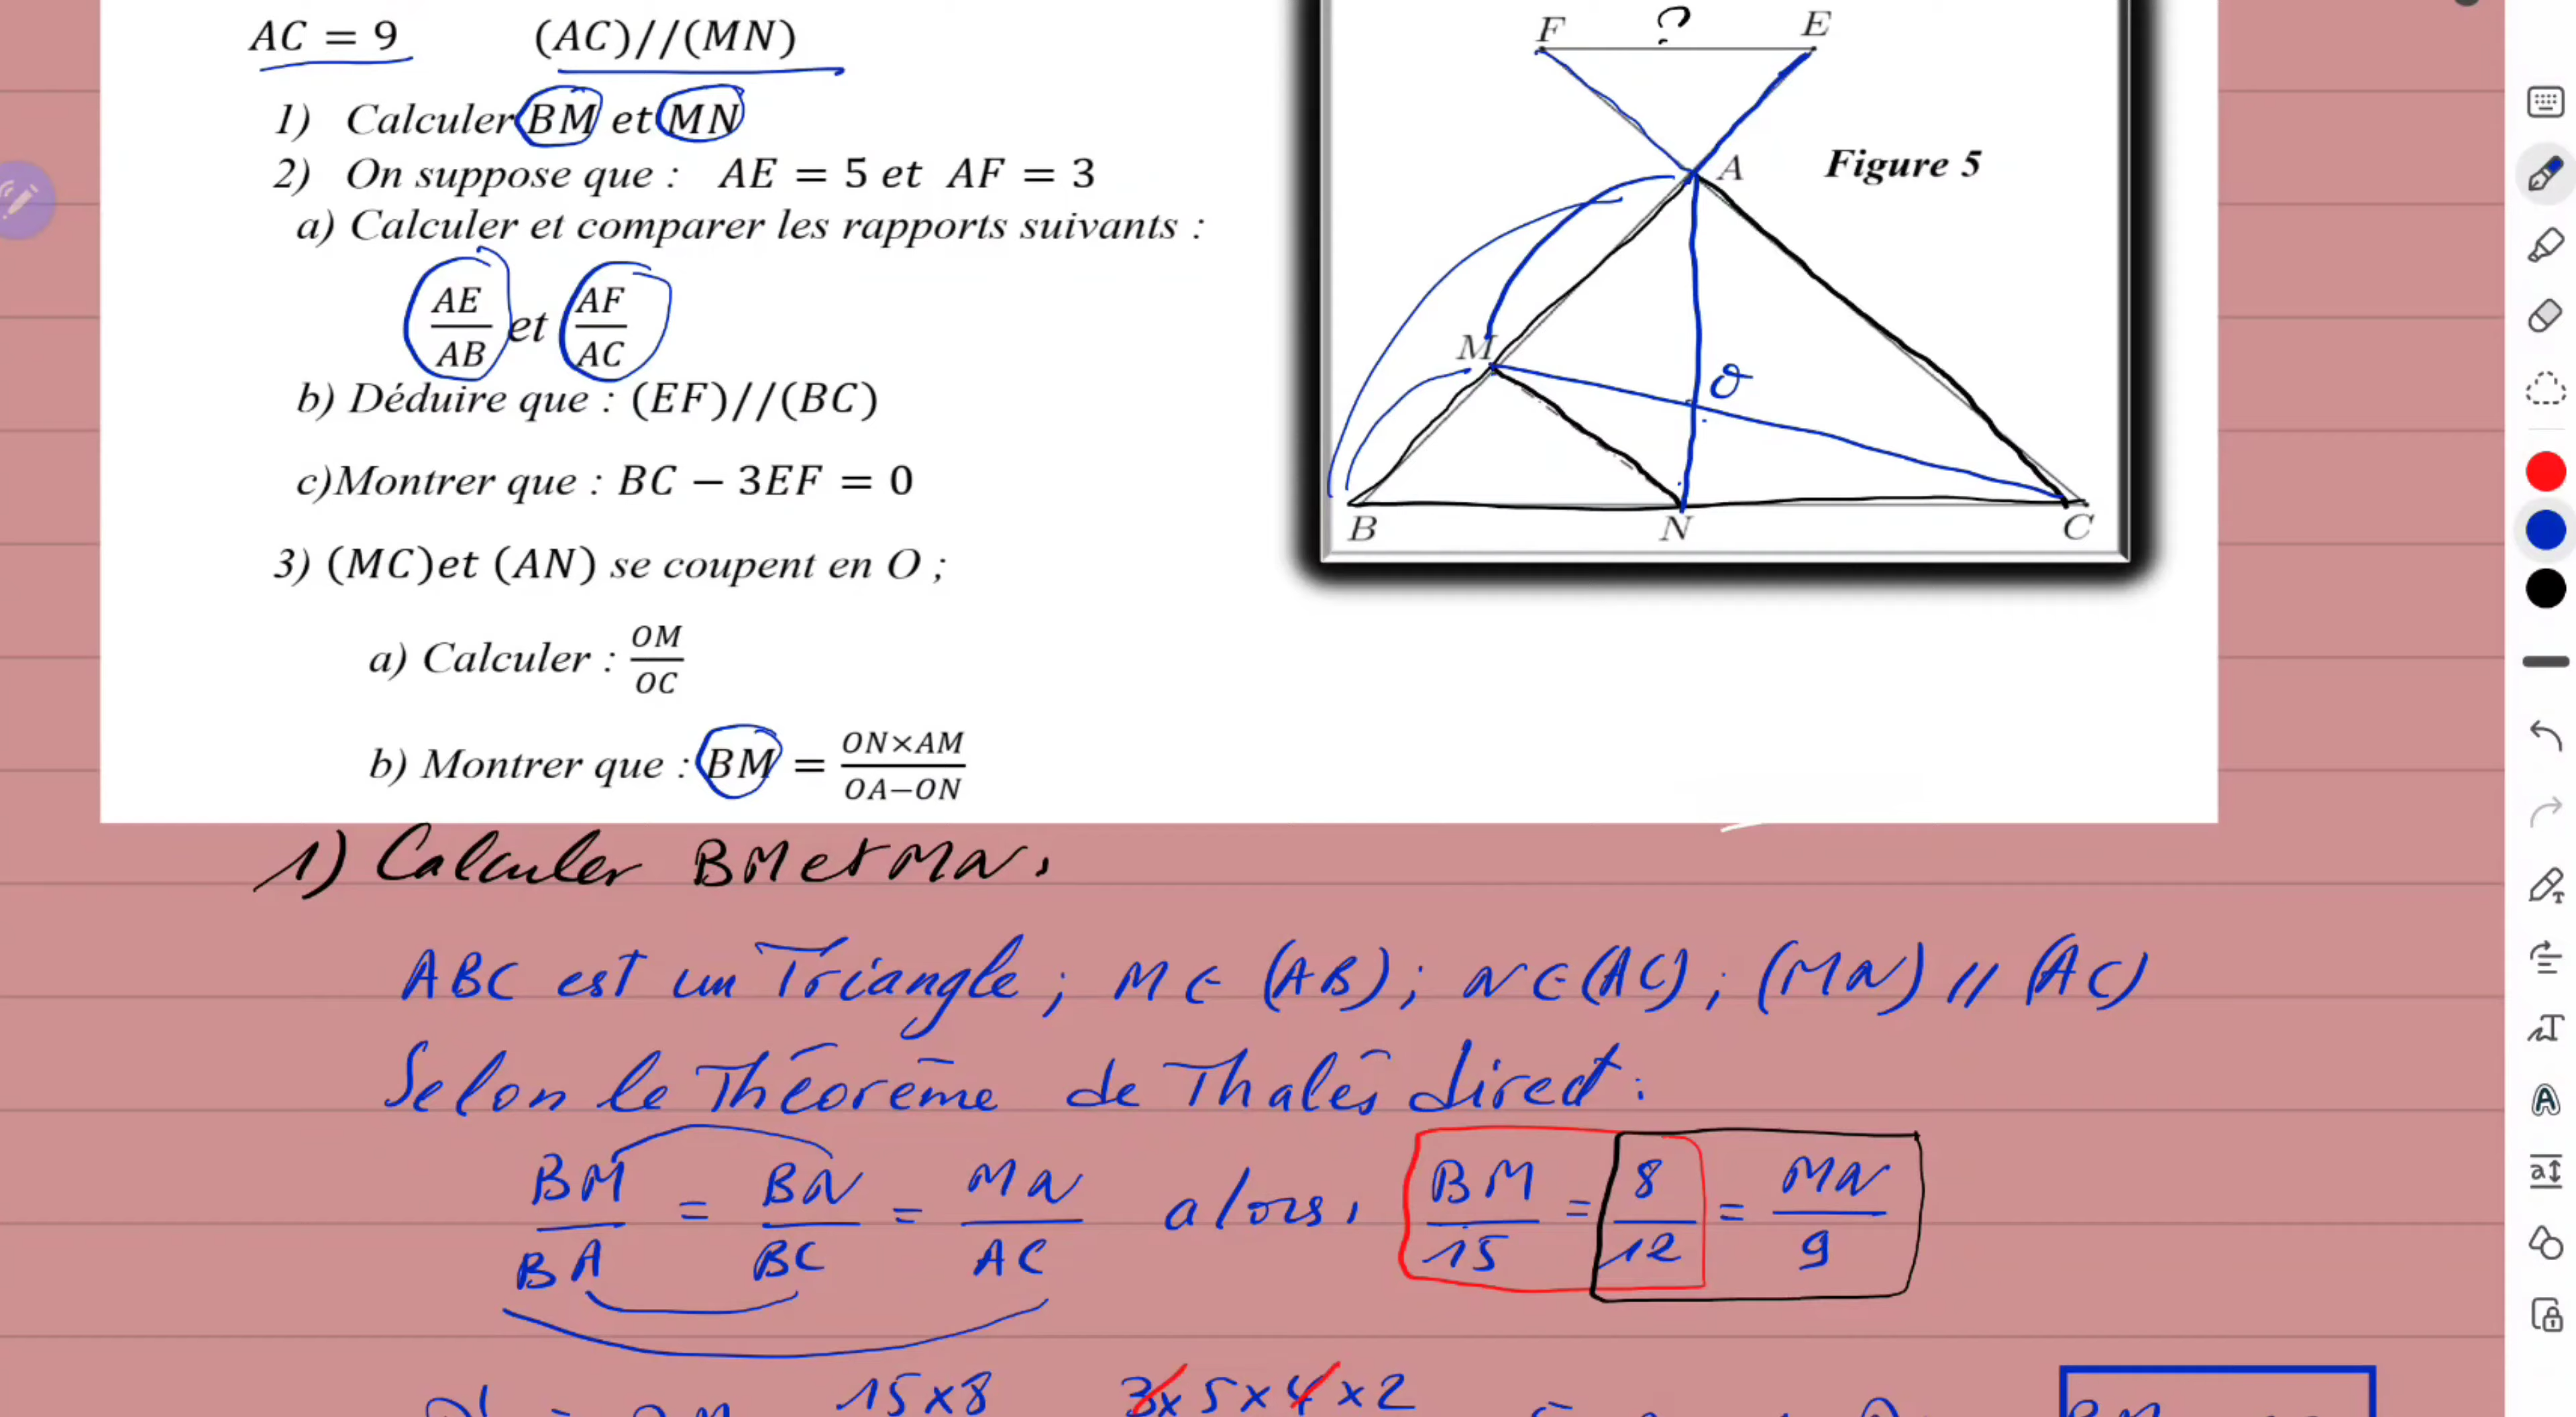 AC = 9 (AC)//(MN)
1) Calculer BM et MN
2) On suppose que : AE = 5 et AF = 3
a) Calculer et comparer les rapports suivants :
AE/AB et AF/AC
b) Déduire que : (EF)//(BC)
c)Montrer que : BC − 3EF = 0
3) (MC)et (AN) se coupent en O ;
a) Calculer : OM/OC
b) Montrer que : BM = ON×AM/OA−ON
F ? E
A Figure 5
M O
B N C
1) Calculer BM et MN,
ABC est un Triangle ; M ∈ (AB) ; N ∈ (AC) ; (MN) // (AC)
Selon le Théorème de Thalès direct :
BM/BA = BN/BC = MN/AC alors, BM/15 = 8/12 = MN/9
15×8 3×5×4×2